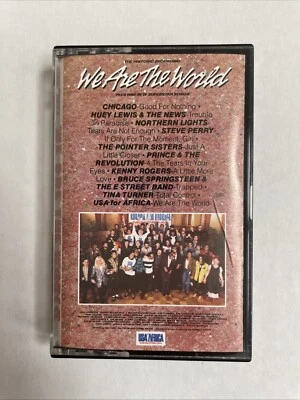 We Are The World
CHICAGO-Good For Nothing •
HUEY LEWIS & THE NEWS-Trouble
In Paradise • NORTHERN LIGHTS-
Tears Are Not Enough • STEVE PERRY-
If Only For The Moment, Girl •
THE POINTER SISTERS-Just A
Little Closer • PRINCE & THE
REVOLUTION-4 The Tears In Your
Eyes • KENNY ROGERS-A Little More
Love • BRUCE SPRINGSTEEN &
THE E STREET BAND-Trapped •
TINA TURNER-Total Control •
USA for AFRICA-We Are The World
USA AFRICA